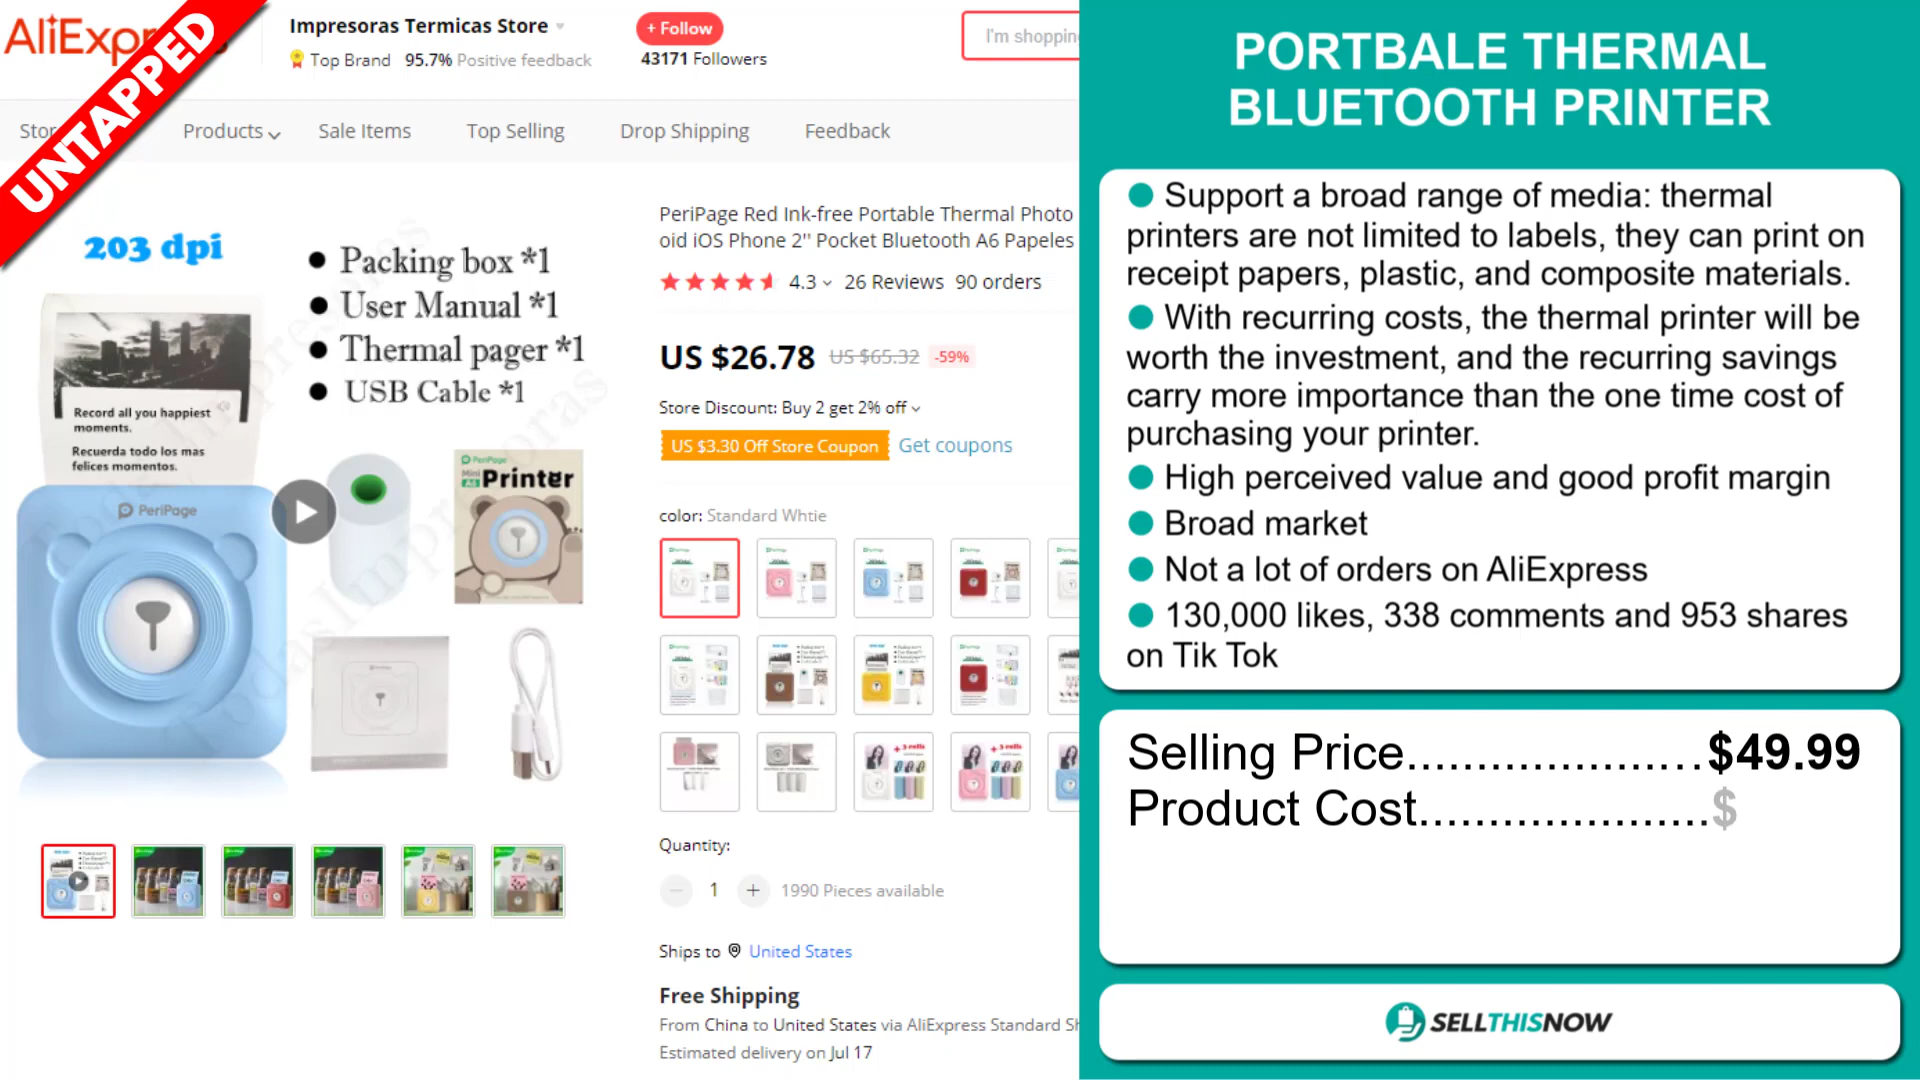 AliExpress
UNTAPPED
Impresoras Termicas Store
Top Brand 95.7% Positive feedback
+ Follow
43171 Followers
I'm shopping
Products
Sale Items
Top Selling
Drop Shipping
Feedback
203 dpi
Packing box *1
User Manual *1
Thermal pager *1
USB Cable *1
Record all you happiest
moments.
Recuerda todo los mas
felices momentos.
PeriPage
PeriPage
Mini
A6
Printer
PeriPage Red Ink-free Portable Thermal Photo
oid iOS Phone 2'' Pocket Bluetooth A6 Papeles
4.3 26 Reviews 90 orders
US $26.78 US $65.32 -59%
Store Discount: Buy 2 get 2% off
US $3.30 Off Store Coupon Get coupons
color: Standard Whtie
Quantity:
1 + 1990 Pieces available
Ships to United States
Free Shipping
From China to United States via AliExpress Standard
Estimated delivery on Jul 17
PORTBALE THERMAL
BLUETOOTH PRINTER
● Support a broad range of media: thermal
printers are not limited to labels, they can print on
receipt papers, plastic, and composite materials.
● With recurring costs, the thermal printer will be
worth the investment, and the recurring savings
carry more importance than the one time cost of
purchasing your printer.
● High perceived value and good profit margin
● Broad market
● Not a lot of orders on AliExpress
● 130,000 likes, 338 comments and 953 shares
on Tik Tok
Selling Price......................$49.99
Product Cost.....................$
SELLTHISNOW